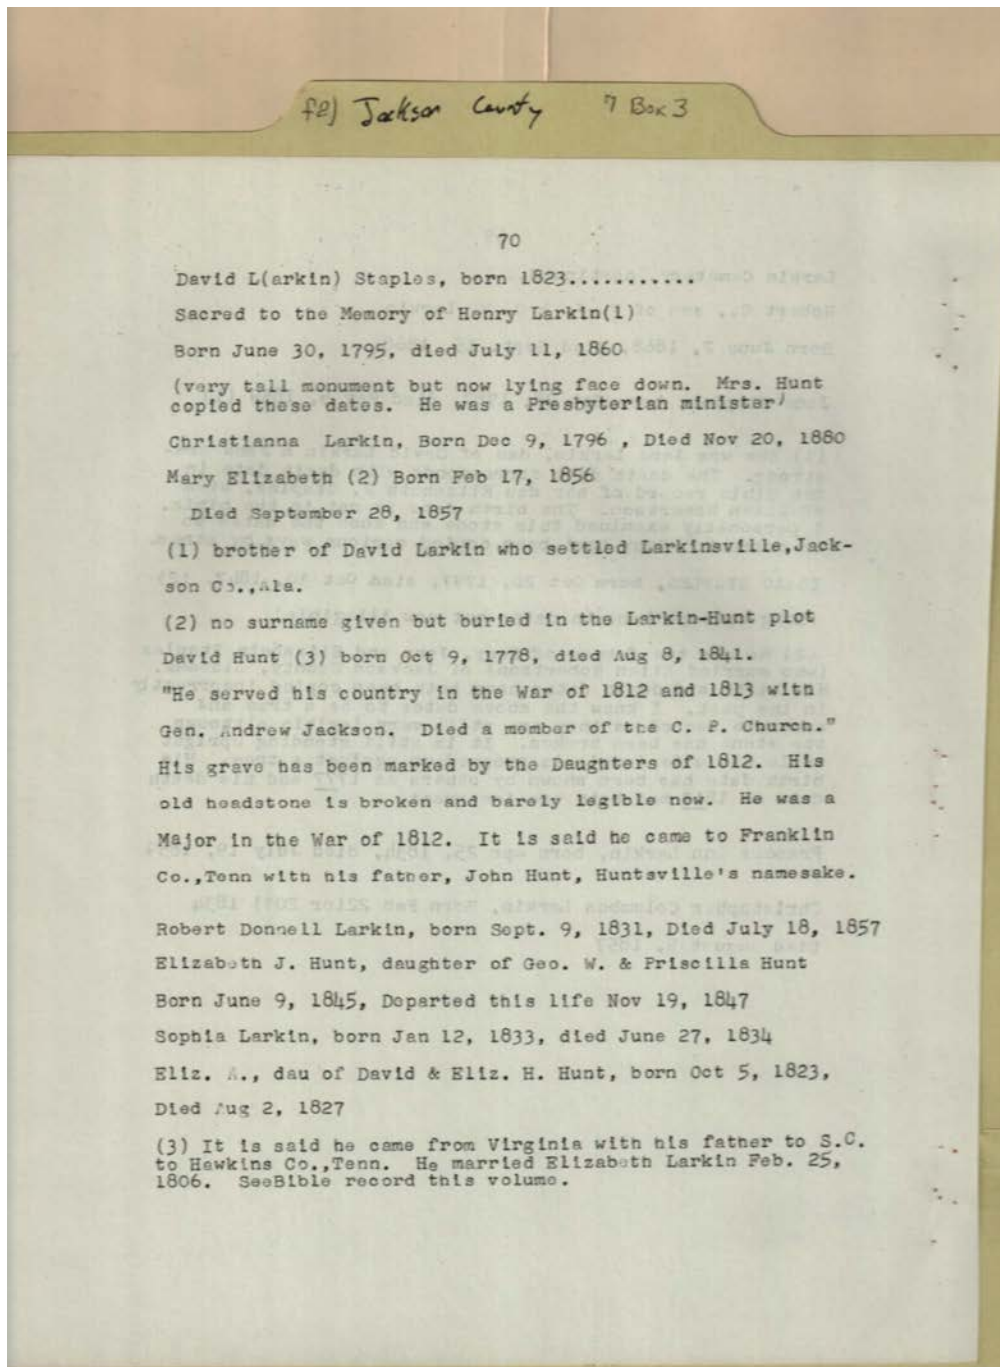 f2) Jackson County 7 Box 3
70
David L(arkin) Staples, born 1823............
Sacred to the Memory of Henry Larkin(1)
Born June 30, 1795, died July 11, 1860
(very tall monument but now lying face down. Mrs. Hunt
copied these dates. He was a Presbyterian minister)
Christianna Larkin, Born Dec 9, 1796 , Died Nov 20, 1880
Mary Elizabeth (2) Born Feb 17, 1856
Died September 28, 1857
(1) brother of David Larkin who settled Larkinsville,Jack-
son Co.,Ala.
(2) no surname given but buried in the Larkin-Hunt plot
David Hunt (3) born Oct 9, 1778, died Aug 8, 1841.
"He served his country in the War of 1812 and 1813 with
Gen. Andrew Jackson. Died a member of the C. P. Church."
His grave has been marked by the Daughters of 1812. His
old headstone is broken and barely legible now. He was a
Major in the War of 1812. It is said he came to Franklin
Co.,Tenn with his father, John Hunt, Huntsville's namesake.
Robert Donnell Larkin, born Sept. 9, 1831, Died July 18, 1857
Elizabeth J. Hunt, daughter of Geo. W. & Priscilla Hunt
Born June 9, 1845, Departed this life Nov 19, 1847
Sophia Larkin, born Jan 12, 1833, died June 27, 1834
Eliz. A., dau of David & Eliz. H. Hunt, born Oct 5, 1823,
Died Aug 2, 1827
(3) It is said he came from Virginia with his father to S.C.
to Hawkins Co.,Tenn. He married Elizabeth Larkin Feb. 25,
1806. SeeBible record this volume.